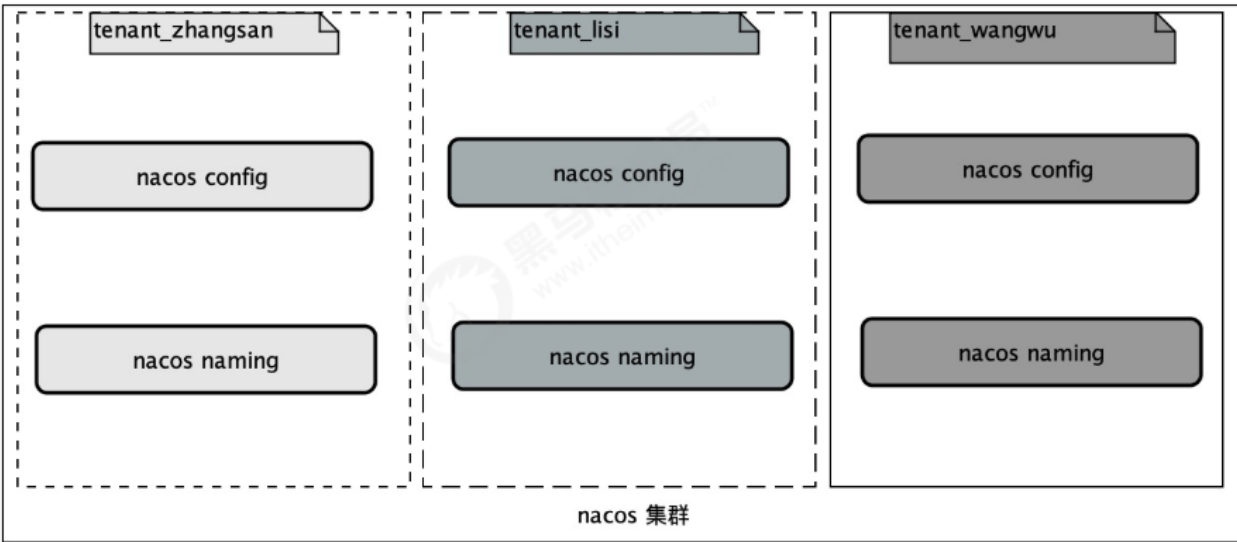 tenant_zhangsan
tenant_lisi
tenant_wangwu
nacos config
nacos config
nacos config
nacos naming
nacos naming
nacos naming
nacos 集群